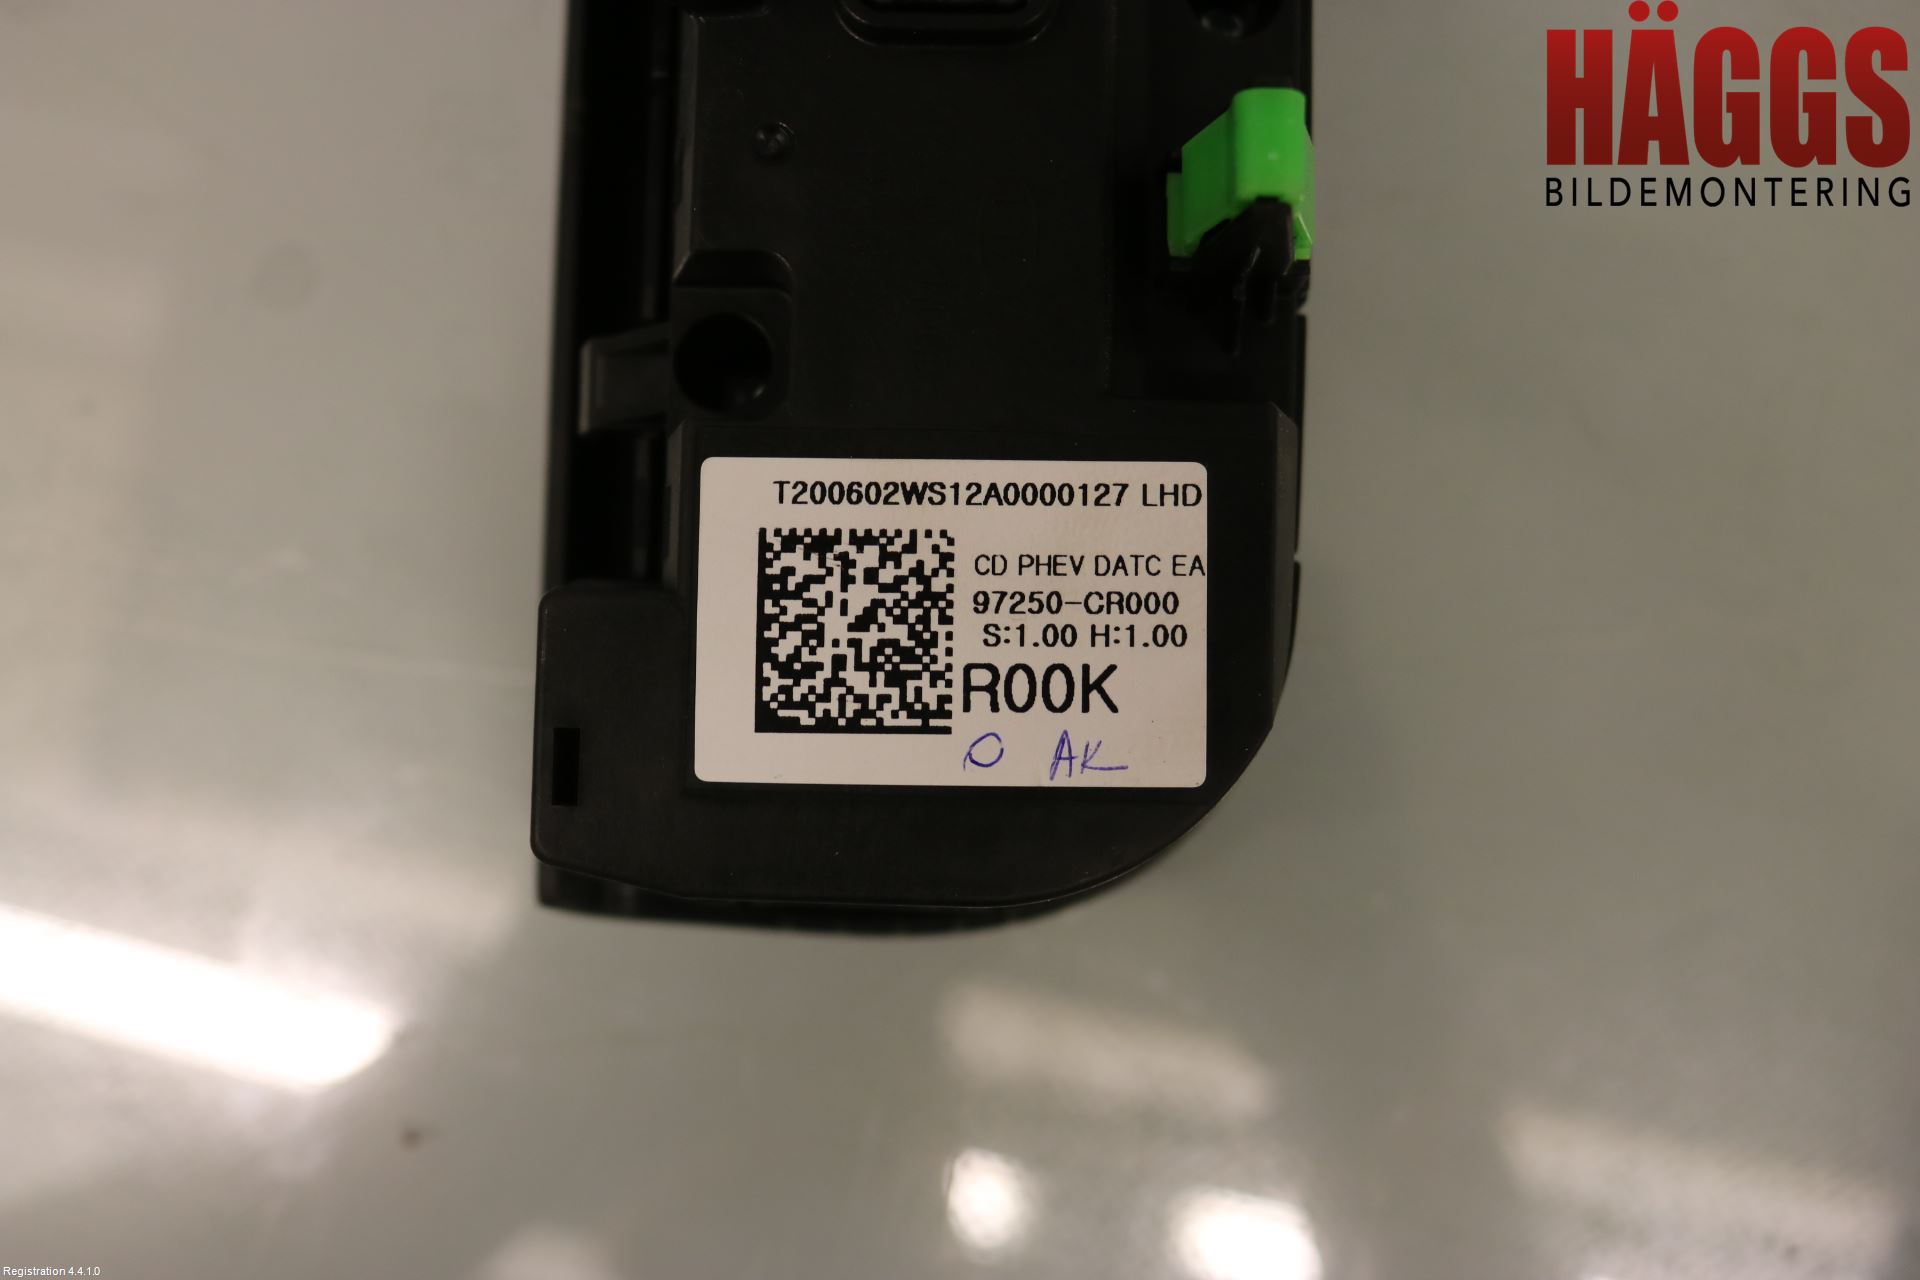 HÄGGS
BILDEMONTERING
T200602WS12A0000127 LHD
CD PHEV DATC EA
97250-CR000
S:1.00 H:1.00
R00K
O AK
Registration 4.4.1.0